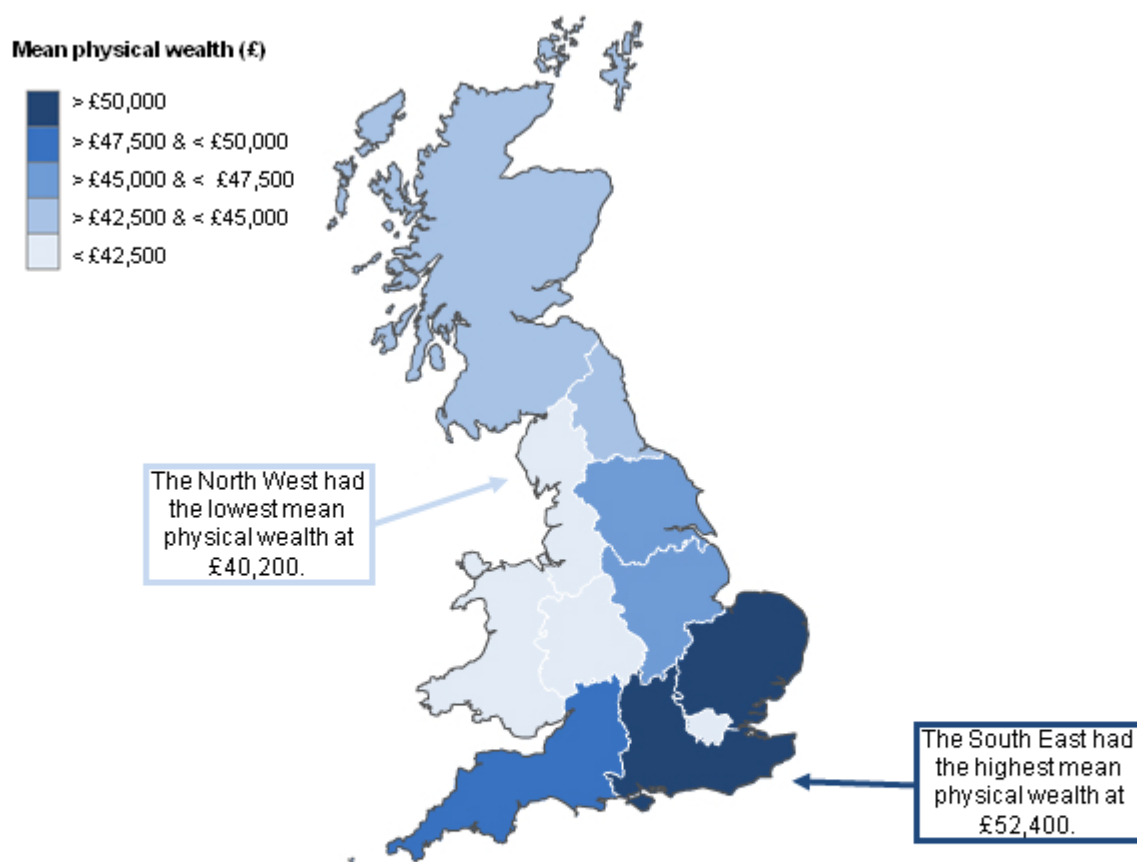 Mean physical wealth (£)
> £50,000
> £47,500 & < £50,000
> £45,000 & <  £47,500
> £42,500 & < £45,000
< £42,500
The North West had
the lowest mean
physical wealth at
£40,200.
The South East had
the highest mean
physical wealth at
£52,400.